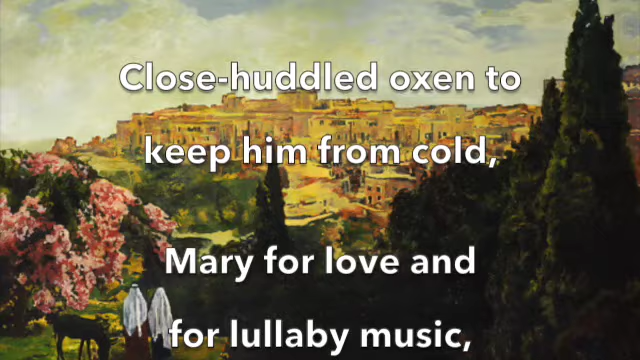 Close-huddled oxen to
keep him from cold,
Mary for love and
for lullaby music,